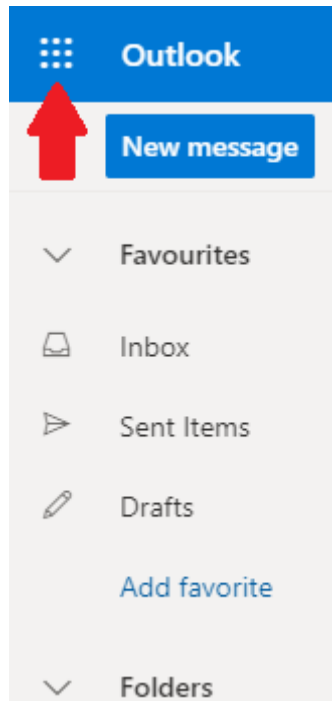 Outlook
New message
Favourites
Inbox
Sent Items
Drafts
Add favorite
Folders